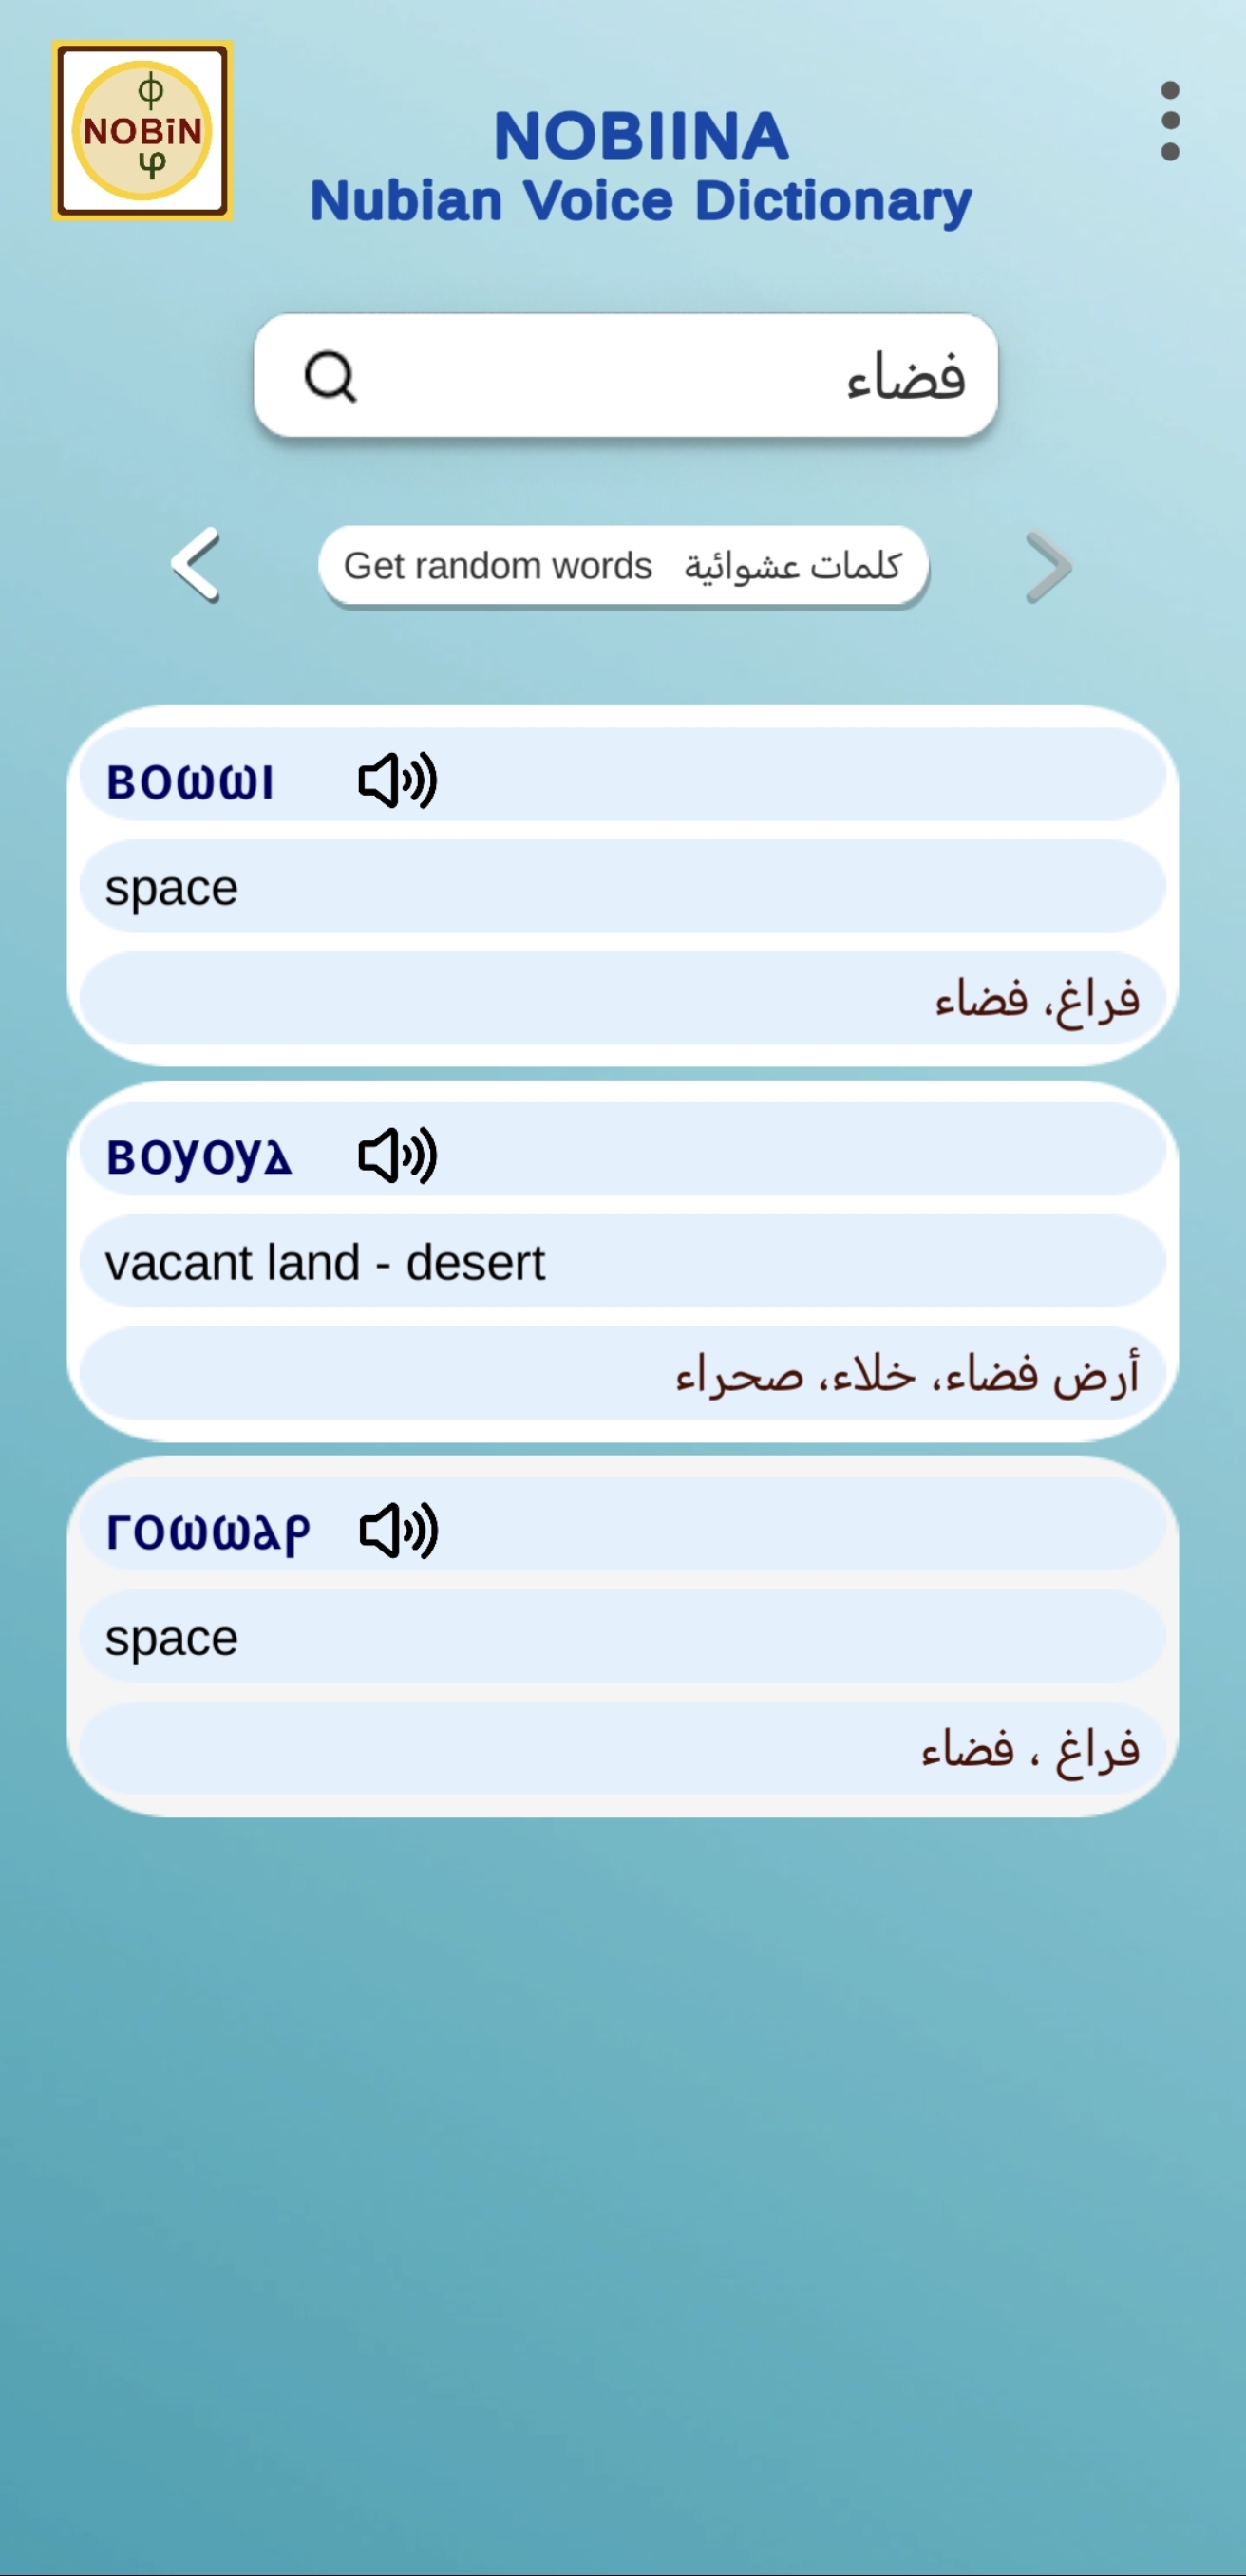 ⲫ
NOBiN
ⲯ
NOBIINA
Nubian Voice Dictionary
فضاء
Get random words كلمات عشوائية
ⲃⲟⲱⲱⲓ
space
فراغ، فضاء
ⲃⲟⲩⲟⲩⲇ
vacant land - desert
أرض فضاء، خلاء، صحراء
ⲅⲟⲱⲱⲁⲣ
space
فراغ ، فضاء